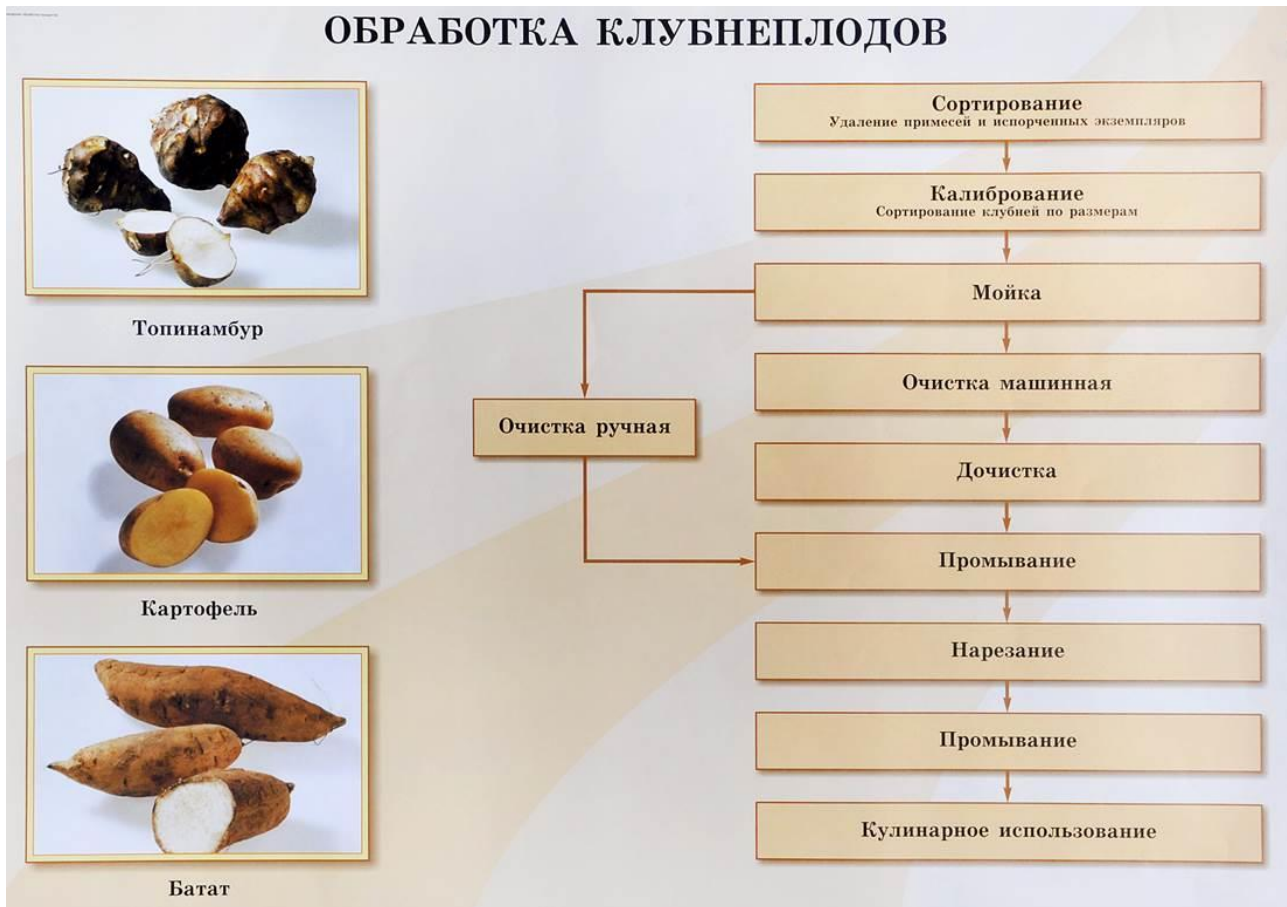 ОБРАБОТКА КЛУБНЕПЛОДОВ
Топинамбур
Картофель
Батат
Сортирование
Удаление примесей и испорченных экземпляров
Калибрование
Сортирование клубней по размерам
Мойка
Очистка машинная
Очистка ручная
Дочистка
Промывание
Нарезание
Промывание
Кулинарное использование